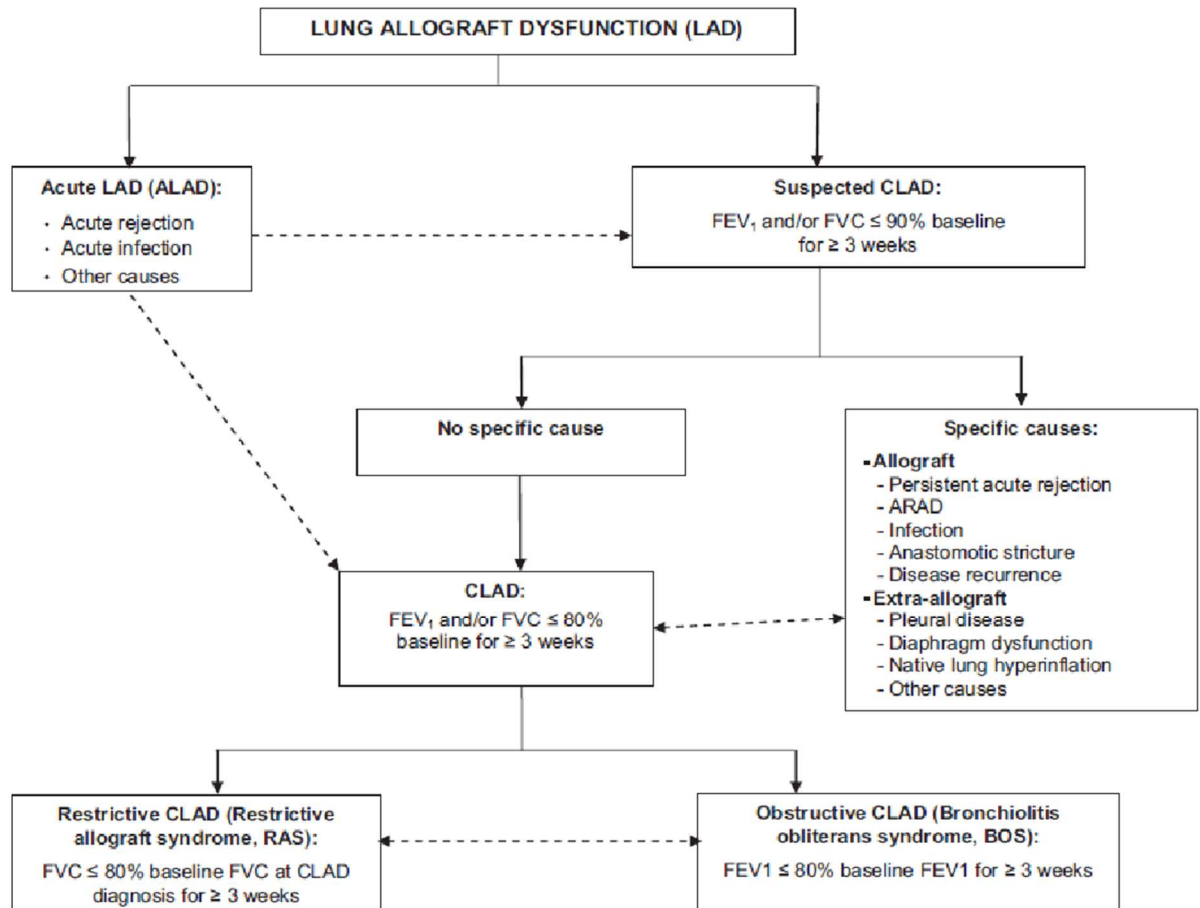 LUNG ALLOGRAFT DYSFUNCTION (LAD)
Acute LAD (ALAD):
· Acute rejection
· Acute infection
· Other causes
Suspected CLAD:
FEV₁ and/or FVC ≤ 90% baseline
for ≥ 3 weeks
No specific cause
Specific causes:
- Allograft
- Persistent acute rejection
- ARAD
- Infection
- Anastomotic stricture
- Disease recurrence
- Extra-allograft
- Pleural disease
- Diaphragm dysfunction
- Native lung hyperinflation
- Other causes
CLAD:
FEV₁ and/or FVC ≤ 80%
baseline for ≥ 3 weeks
Restrictive CLAD (Restrictive
allograft syndrome, RAS):
FVC ≤ 80% baseline FVC at CLAD
diagnosis for ≥ 3 weeks
Obstructive CLAD (Bronchiolitis
obliterans syndrome, BOS):
FEV1 ≤ 80% baseline FEV1 for ≥ 3 weeks